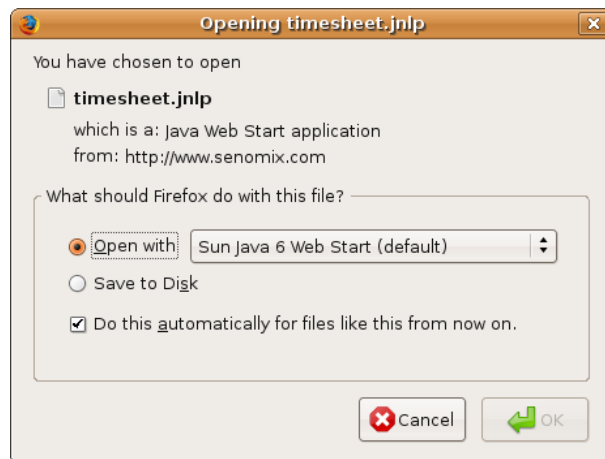 Opening timesheet.jnlp
You have chosen to open
timesheet.jnlp
which is a: Java Web Start application
from: http://www.senomix.com
What should Firefox do with this file?
Open with
Sun Java 6 Web Start (default)
Save to Disk
Do this automatically for files like this from now on.
Cancel
OK